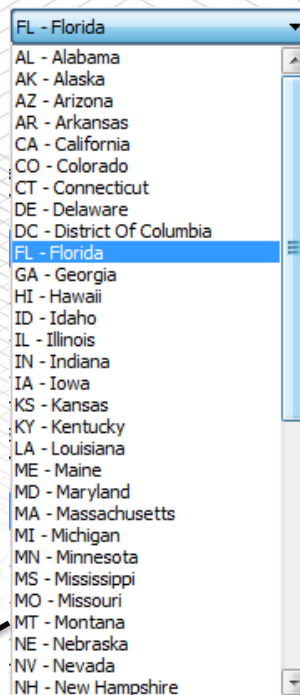 FL - Florida
AL - Alabama
AK - Alaska
AZ - Arizona
AR - Arkansas
CA - California
CO - Colorado
CT - Connecticut
DE - Delaware
DC - District Of Columbia
FL - Florida
GA - Georgia
HI - Hawaii
ID - Idaho
IL - Illinois
IN - Indiana
IA - Iowa
KS - Kansas
KY - Kentucky
LA - Louisiana
ME - Maine
MD - Maryland
MA - Massachusetts
MI - Michigan
MN - Minnesota
MS - Mississippi
MO - Missouri
MT - Montana
NE - Nebraska
NV - Nevada
NH - New Hampshire